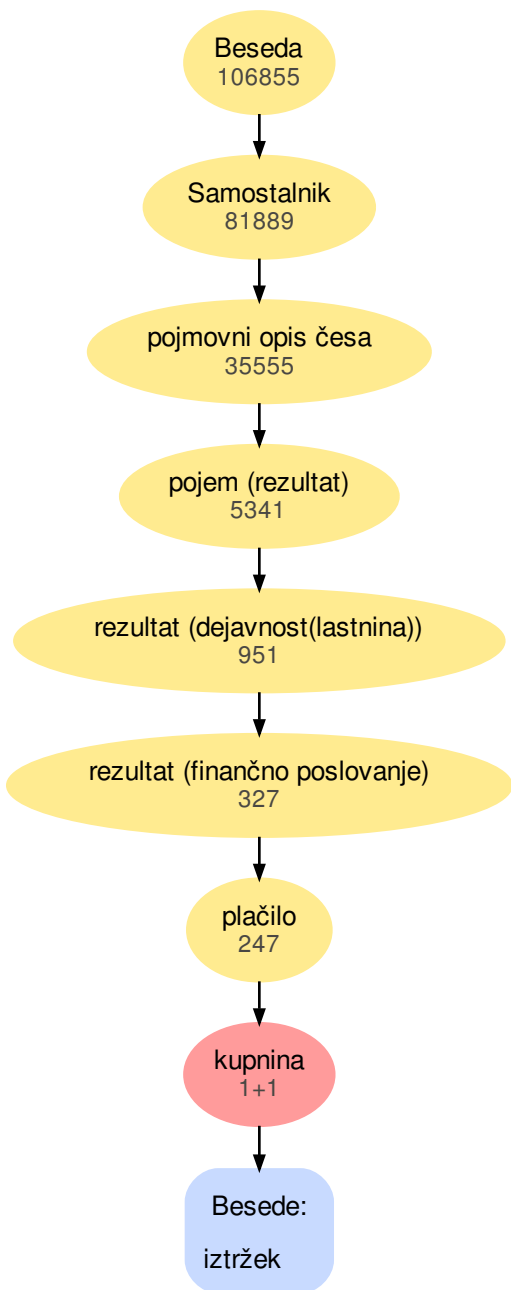 Beseda
106855
Samostalnik
81889
pojmovni opis česa
35555
pojem (rezultat)
5341
rezultat (dejavnost(lastnina))
951
rezultat (finančno poslovanje)
327
plačilo
247
kupnina
1+1
Besede:
iztržek